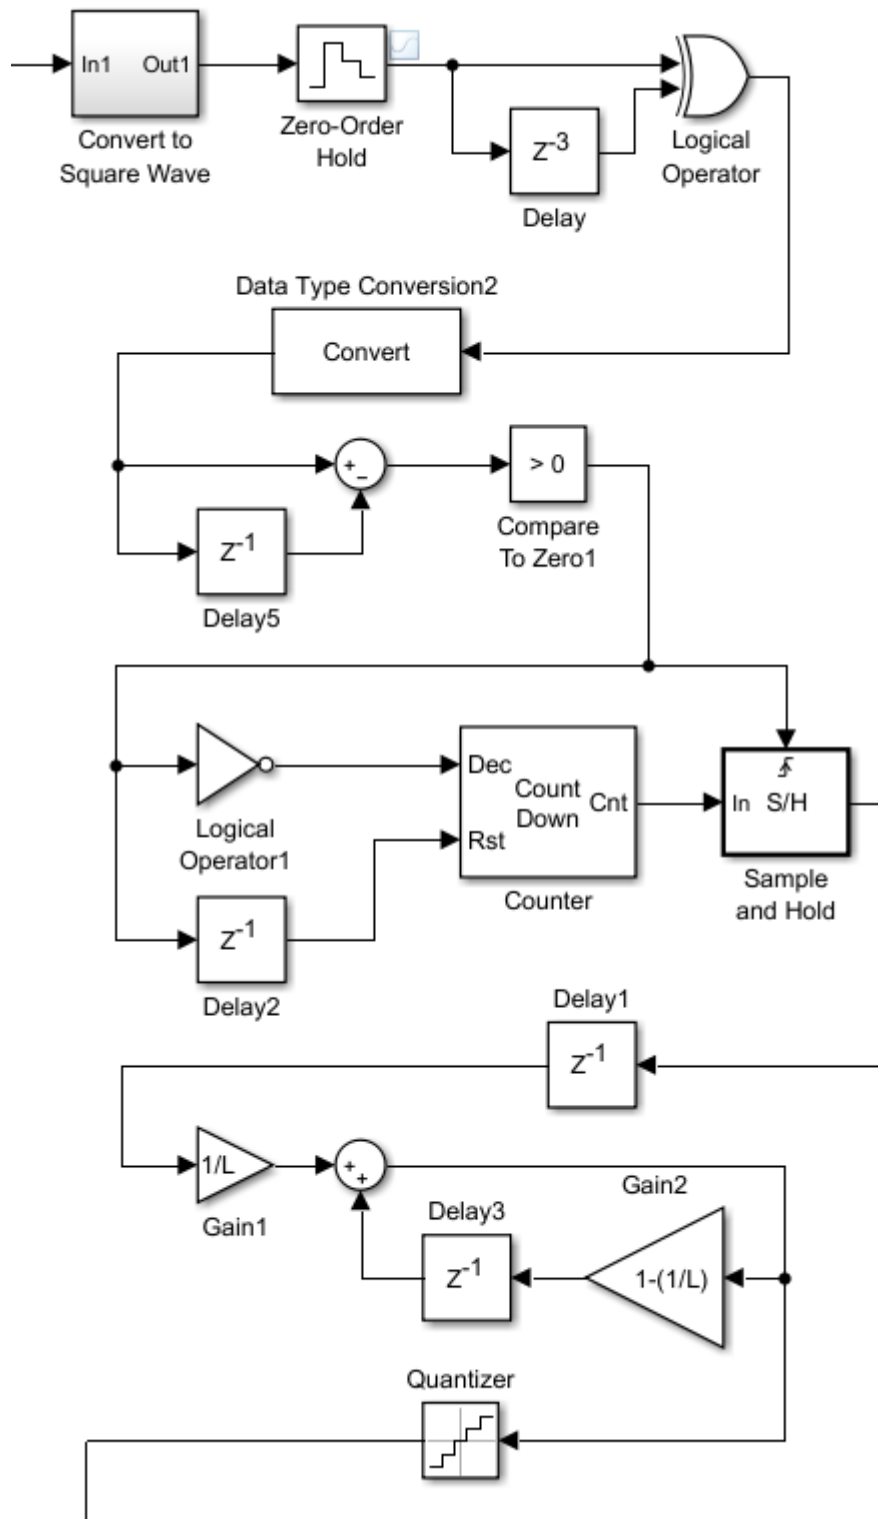 In1 Out1
Convert to
Square Wave
Zero-Order
Hold
Z-3
Delay
Logical
Operator
Data Type Conversion2
Convert
+
−
> 0
Compare
To Zero1
Z-1
Delay5
Logical
Operator1
Dec
Count
Down
Cnt
Rst
Counter
In S/H
Sample
and Hold
Z-1
Delay2
Delay1
Z-1
1/L
Gain1
+
+
Gain2
Delay3
Z-1
1-(1/L)
Quantizer